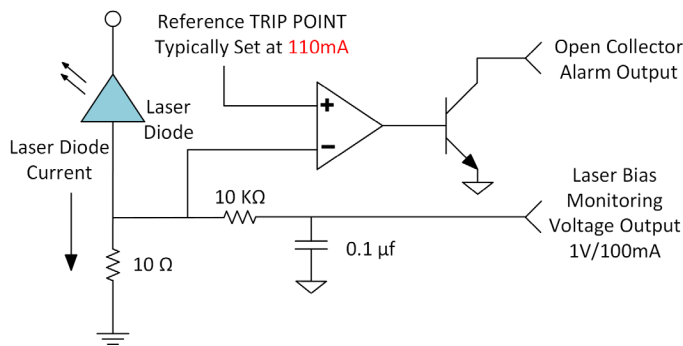 Reference TRIP POINT
Typically Set at 110mA
Open Collector
Alarm Output
Laser
Diode
+
-
Laser Diode
Current
10 KΩ
Laser Bias
Monitoring
Voltage Output
1V/100mA
10 Ω
0.1 µf